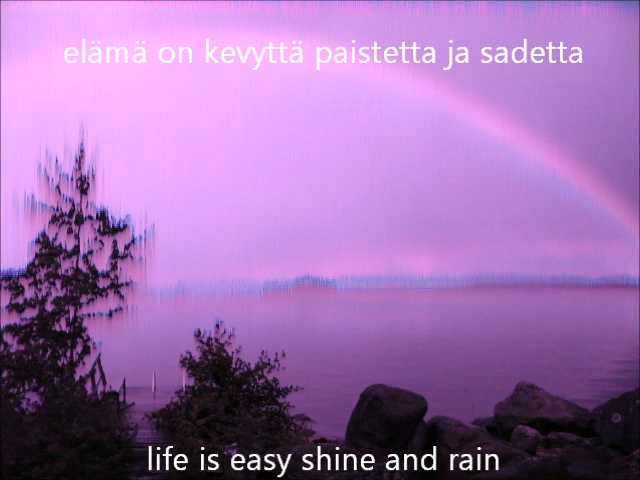 elämä on kevyttä paistetta ja sadetta
life is easy shine and rain